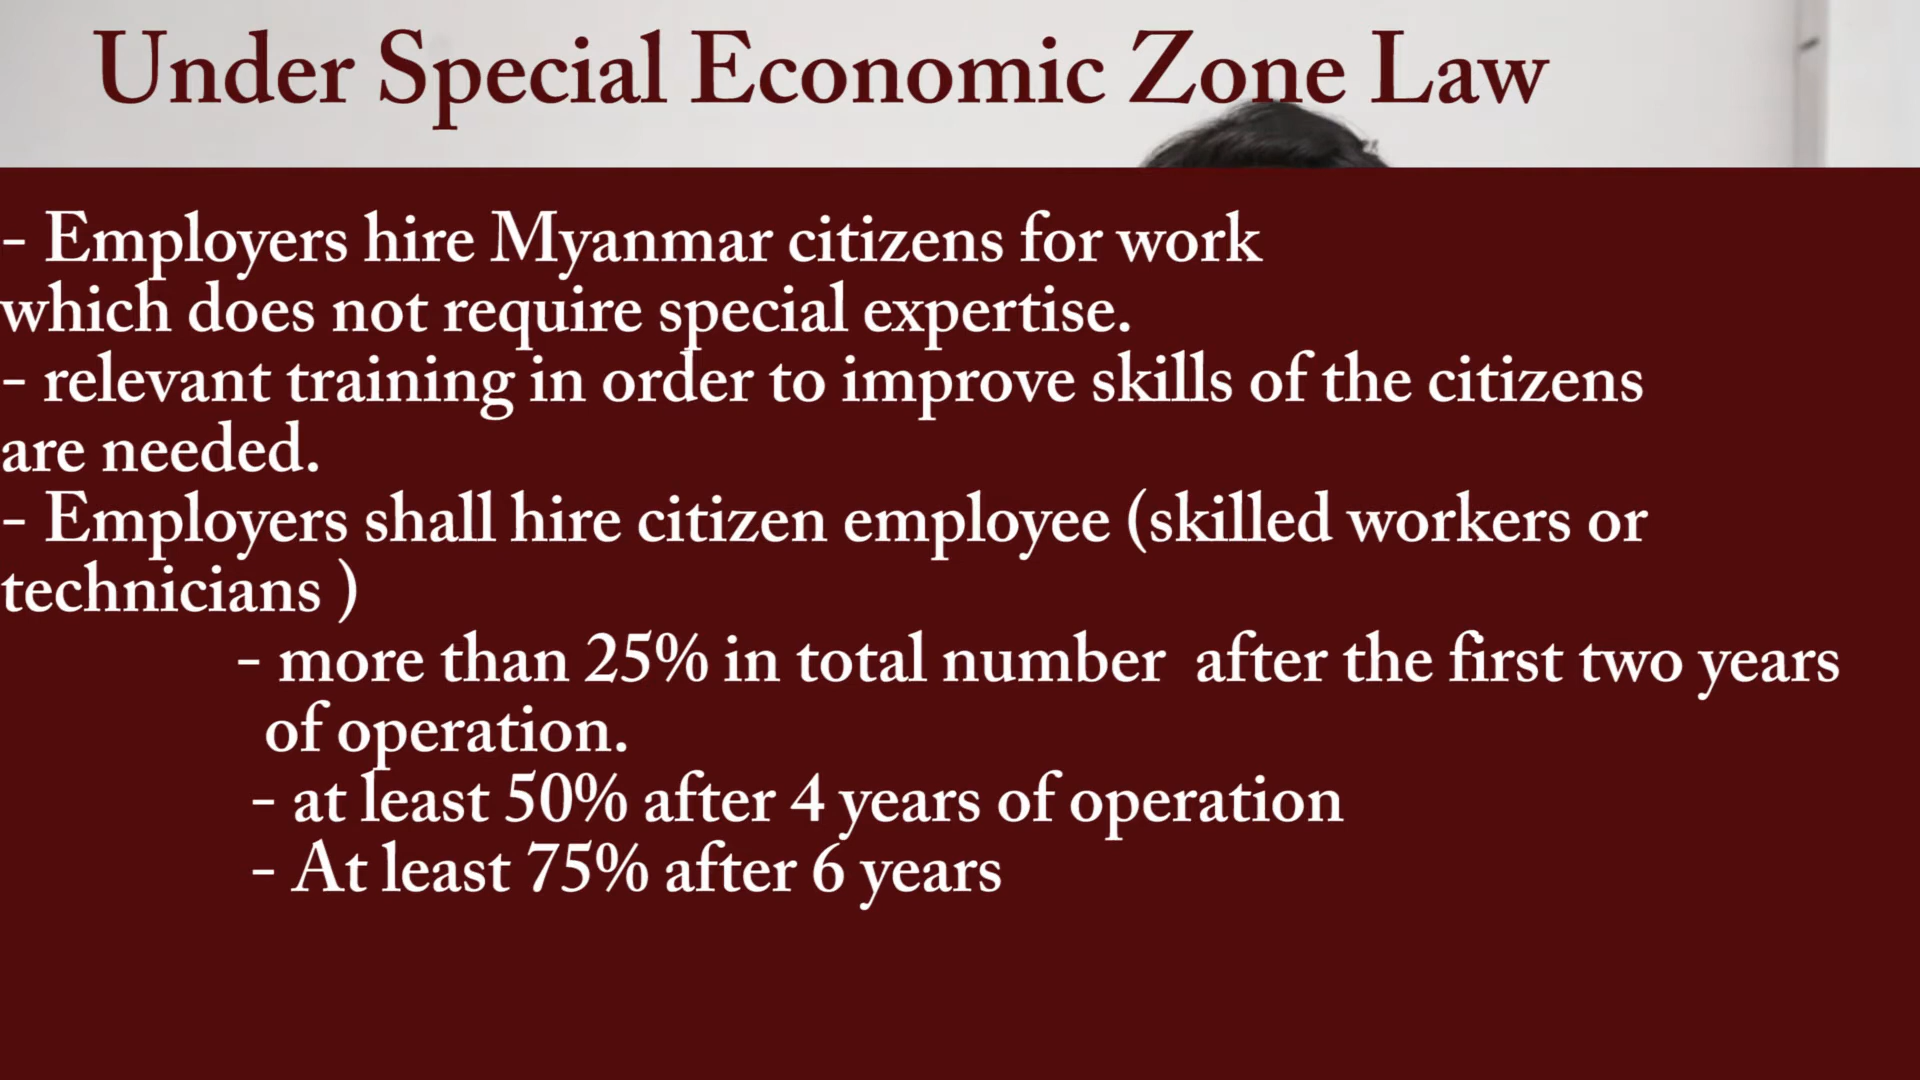 Under Special Economic Zone Law
- Employers hire Myanmar citizens for work
which does not require special expertise.
- relevant training in order to improve skills of the citizens
are needed.
- Employers shall hire citizen employee (skilled workers or
technicians )
- more than 25% in total number  after the first two years
of operation.
- at least 50% after 4 years of operation
- At least 75% after 6 years